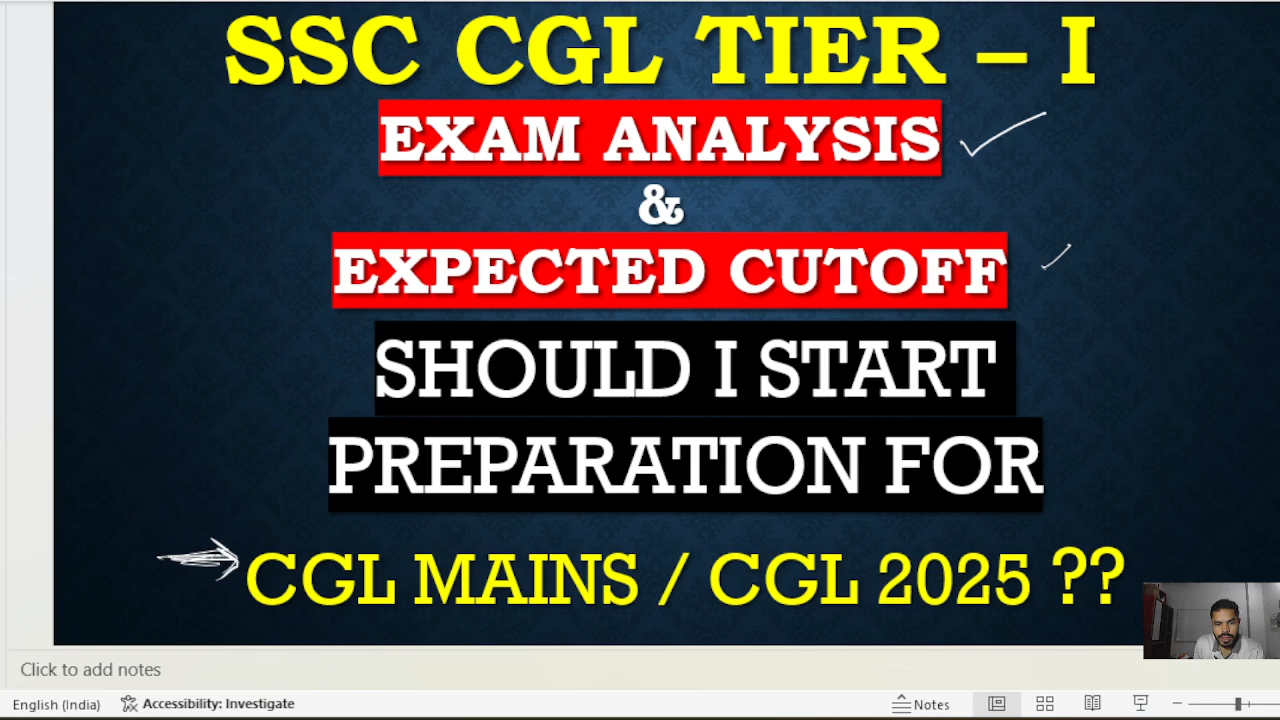 SSC CGL TIER – I
EXAM ANALYSIS
&
EXPECTED CUTOFF
SHOULD I START
PREPARATION FOR
CGL MAINS / CGL 2025 ??
Click to add notes
English (India) Accessibility: Investigate Notes